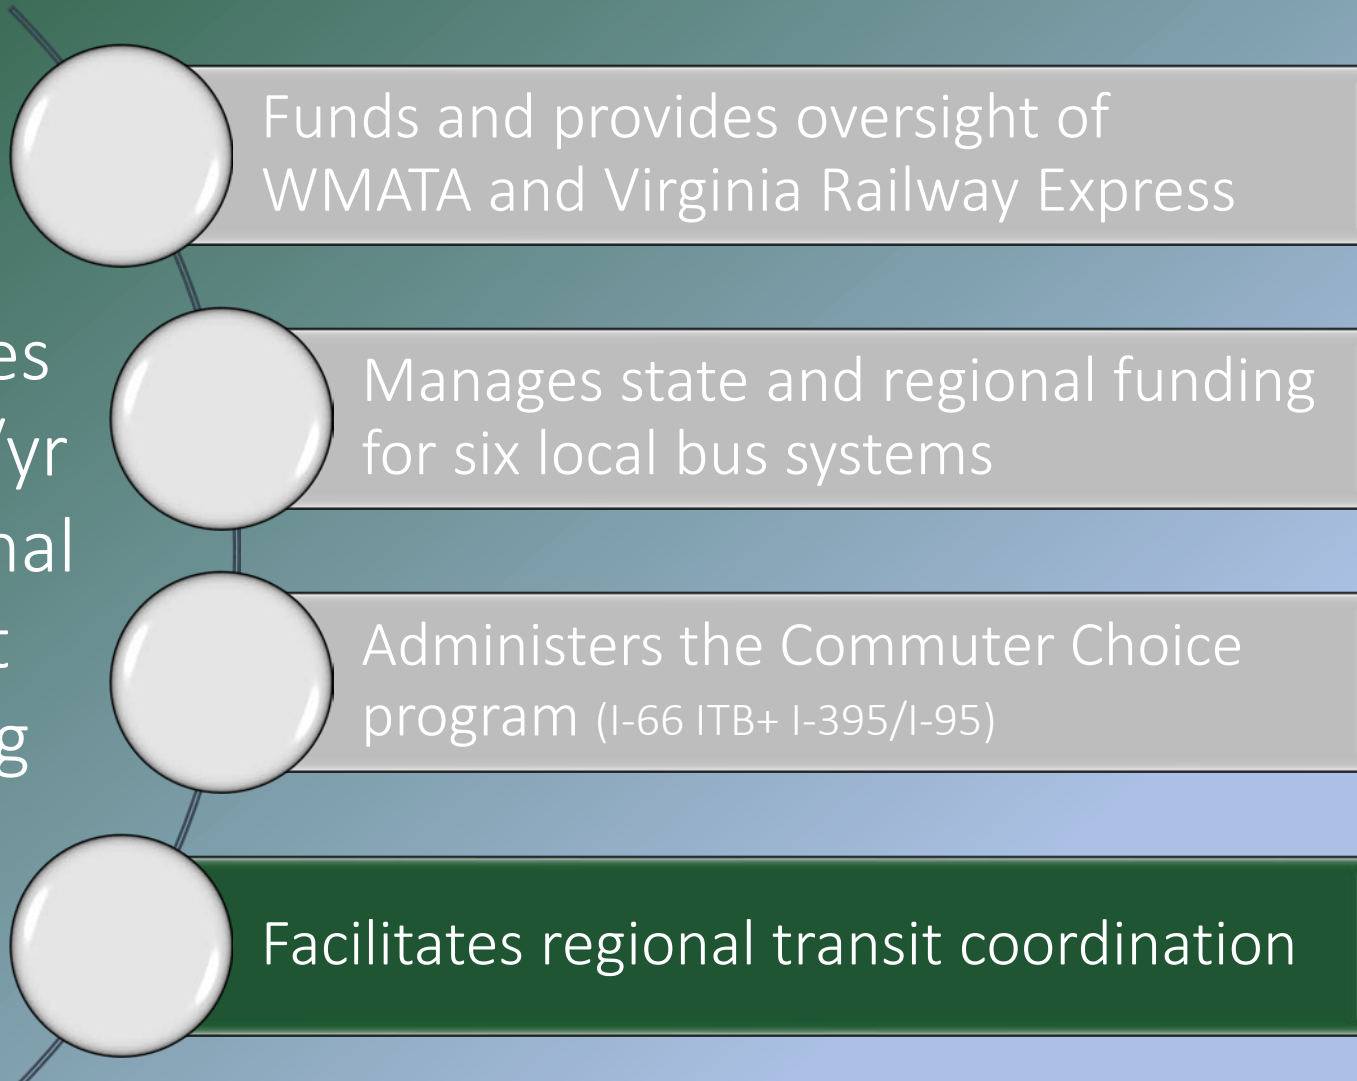 Funds and provides oversight of
WMATA and Virginia Railway Express
Manages state and regional funding
for six local bus systems
Administers the Commuter Choice
program (I-66 ITB+ I-395/I-95)
Facilitates regional transit coordination